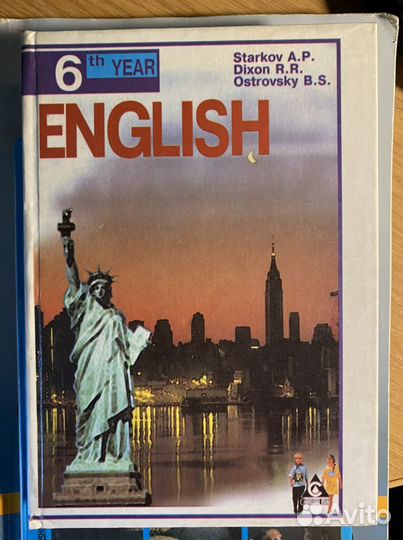 6th YEAR
Starkov A.P.
Dixon R.R.
Ostrovsky B.S.
ENGLISH
Avito